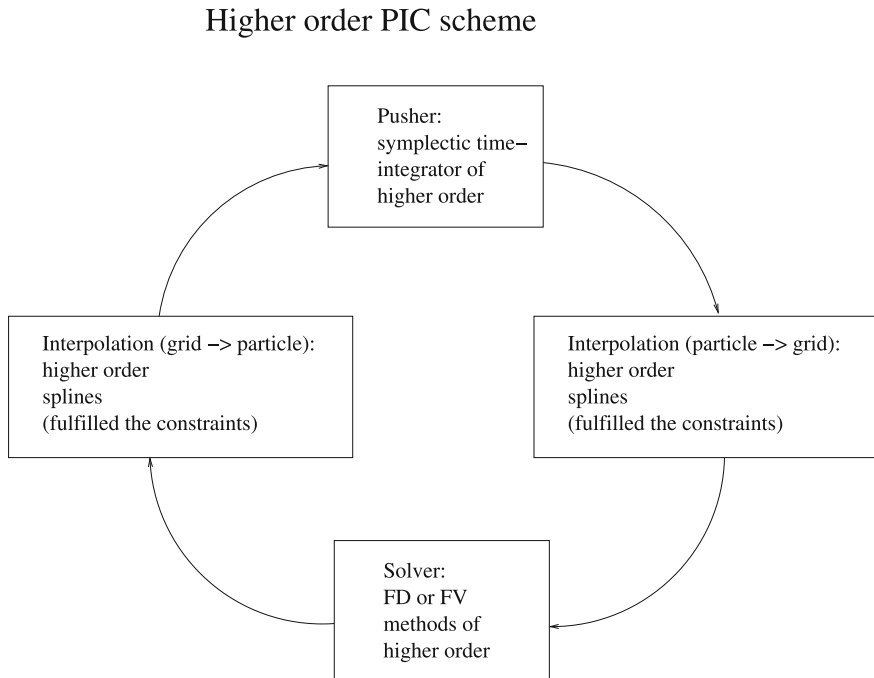 Higher order PIC scheme
Pusher:
symplectic time−
integrator of
higher order
Interpolation (grid −> particle):
higher order
splines
(fulfilled the constraints)
Interpolation (particle −> grid):
higher order
splines
(fulfilled the constraints)
Solver:
FD or FV
methods of
higher order